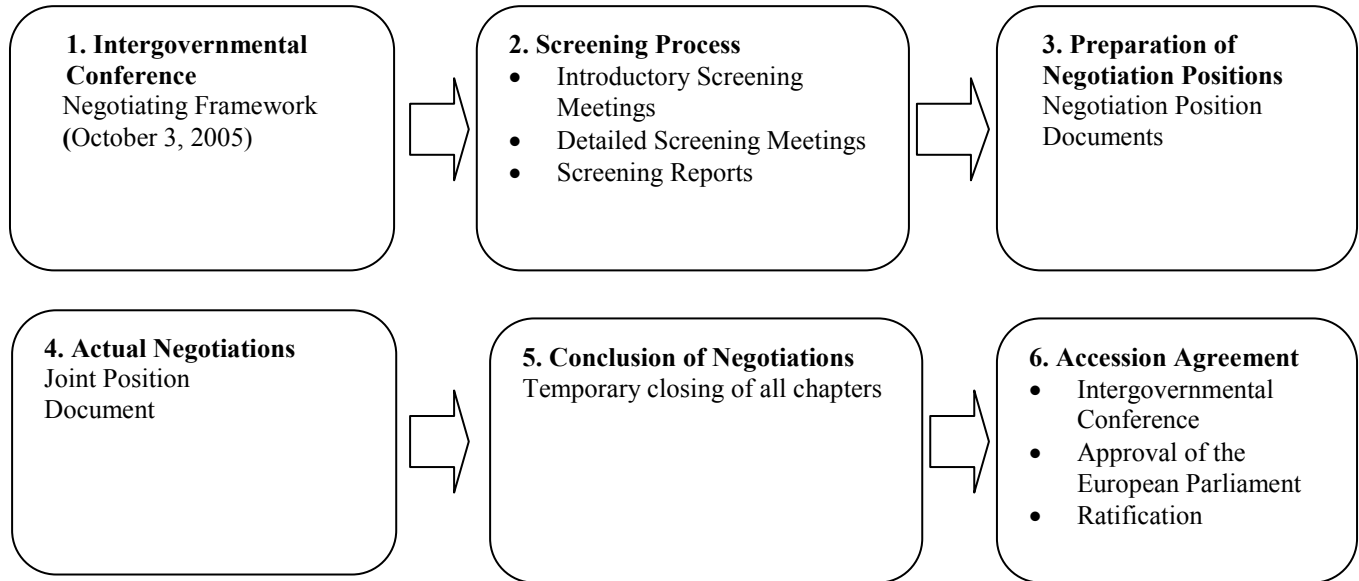 1. Intergovernmental
Conference
Negotiating Framework
(October 3, 2005)
2. Screening Process
• Introductory Screening
Meetings
• Detailed Screening Meetings
• Screening Reports
3. Preparation of
Negotiation Positions
Negotiation Position
Documents
4. Actual Negotiations
Joint Position
Document
5. Conclusion of Negotiations
Temporary closing of all chapters
6. Accession Agreement
• Intergovernmental
Conference
• Approval of the
European Parliament
• Ratification